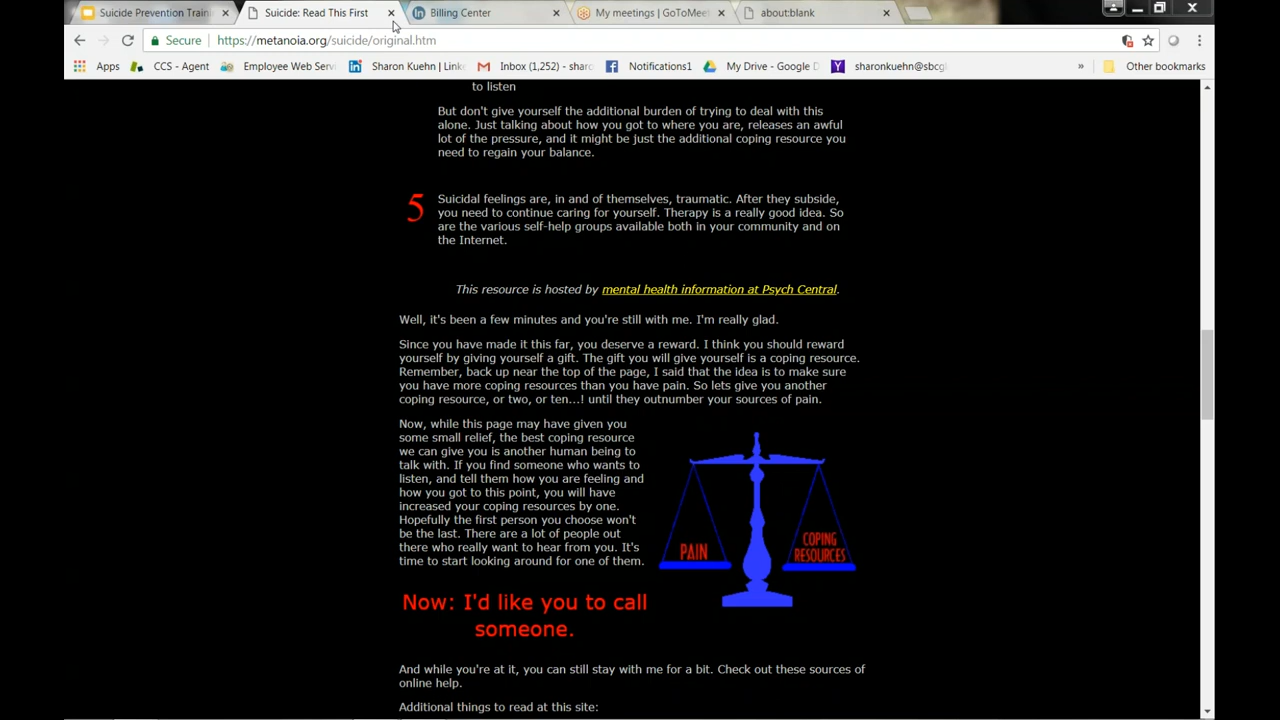 Suicide Prevention Traini
Suicide: Read This First
Billing Center
My meetings | GoToMeet
about:blank
Secure
https://metanoia.org/suicide/original.htm
Apps
CCS - Agent
Employee Web Servi
Sharon Kuehn | Linke
Inbox (1,252) - sharo
Notifications1
My Drive - Google D
sharonkuehn@sbcgl
»
Other bookmarks
to listen
But don't give yourself the additional burden of trying to deal with this
alone. Just talking about how you got to where you are, releases an awful
lot of the pressure, and it might be just the additional coping resource you
need to regain your balance.
5
Suicidal feelings are, in and of themselves, traumatic. After they subside,
you need to continue caring for yourself. Therapy is a really good idea. So
are the various self-help groups available both in your community and on
the Internet.
This resource is hosted by mental health information at Psych Central.
Well, it's been a few minutes and you're still with me. I'm really glad.
Since you have made it this far, you deserve a reward. I think you should reward
yourself by giving yourself a gift. The gift you will give yourself is a coping resource.
Remember, back up near the top of the page, I said that the idea is to make sure
you have more coping resources than you have pain. So lets give you another
coping resource, or two, or ten...! until they outnumber your sources of pain.
Now, while this page may have given you
some small relief, the best coping resource
we can give you is another human being to
talk with. If you find someone who wants to
listen, and tell them how you are feeling and
how you got to this point, you will have
increased your coping resources by one.
Hopefully the first person you choose won't
be the last. There are a lot of people out
there who really want to hear from you. It's
time to start looking around for one of them.
PAIN
COPING
RESOURCES
Now: I'd like you to call
someone.
And while you're at it, you can still stay with me for a bit. Check out these sources of
online help.
Additional things to read at this site: